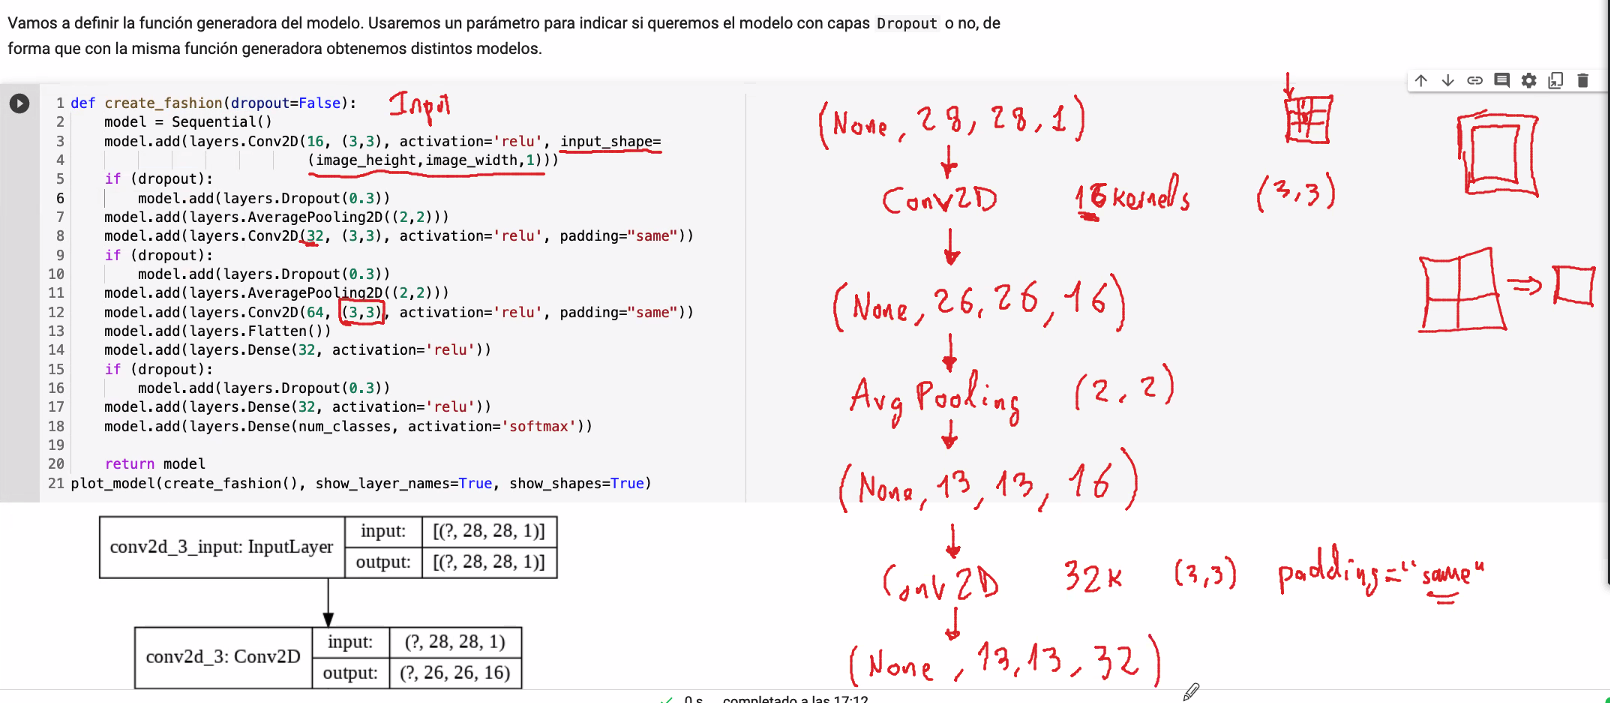 Vamos a definir la función generadora del modelo. Usaremos un parámetro para indicar si queremos el modelo con capas Dropout o no, de
forma que con la misma función generadora obtenemos distintos modelos.
1 def create_fashion(dropout=False):
2 model = Sequential()
3 model.add(layers.Conv2D(16, (3,3), activation='relu', input_shape=
4 (image_height,image_width,1)))
5 if (dropout):
6 model.add(layers.Dropout(0.3))
7 model.add(layers.AveragePooling2D((2,2)))
8 model.add(layers.Conv2D(32, (3,3), activation='relu', padding="same"))
9 if (dropout):
10 model.add(layers.Dropout(0.3))
11 model.add(layers.AveragePooling2D((2,2)))
12 model.add(layers.Conv2D(64, (3,3), activation='relu', padding="same"))
13 model.add(layers.Flatten())
14 model.add(layers.Dense(32, activation='relu'))
15 if (dropout):
16 model.add(layers.Dropout(0.3))
17 model.add(layers.Dense(32, activation='relu'))
18 model.add(layers.Dense(num_classes, activation='softmax'))
19
20 return model
21 plot_model(create_fashion(), show_layer_names=True, show_shapes=True)
Input
(None, 28, 28, 1)
Conv2D 16 kernels (3,3)
(None, 26, 26, 16)
Avg Pooling (2,2)
(None, 13, 13, 16)
Conv2D 32K (3,3) padding="same"
(None, 13, 13, 32)
conv2d_3_input: InputLayer
input: [(?, 28, 28, 1)]
output: [(?, 28, 28, 1)]
conv2d_3: Conv2D
input: (?, 28, 28, 1)
output: (?, 26, 26, 16)
0 s completado a las 17:12